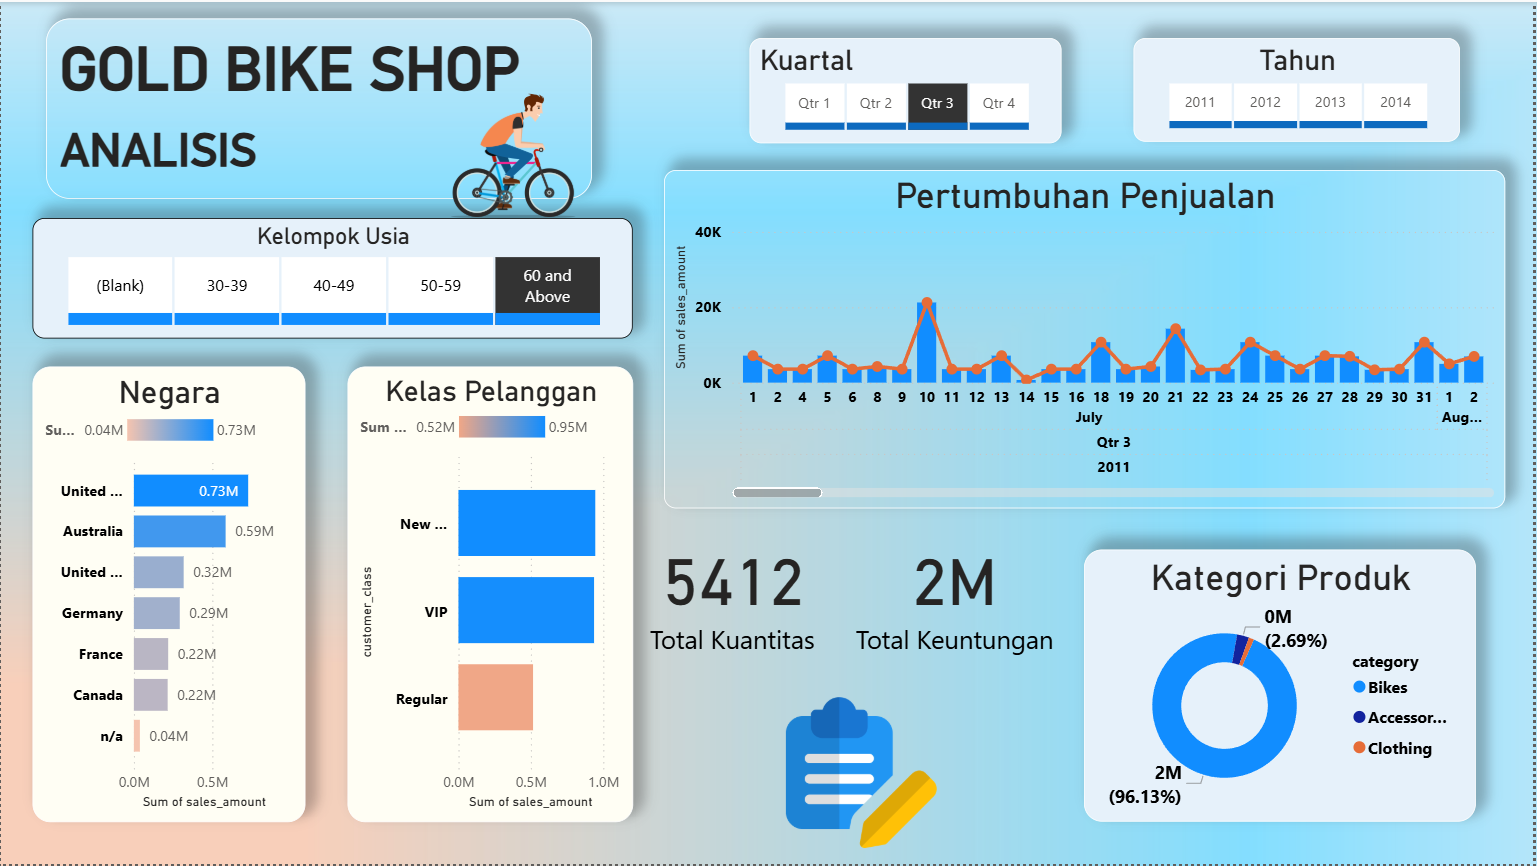 GOLD BIKE SHOP
ANALISIS
Kuartal
Qtr 1
Qtr 2
Qtr 3
Qtr 4
Tahun
2011
2012
2013
2014
Kelompok Usia
(Blank)
30-39
40-49
50-59
60 and
Above
Pertumbuhan Penjualan
Sum of sales_amount
40K
20K
0K
1 2 4 5 6 8 9 10 11 12 13 14 15 16 18 19 20 21 22 23 24 25 26 27 28 29 30 31 1 2
July
Aug...
Qtr 3
2011
Negara
Su...
0.04M
0.73M
United ...
0.73M
Australia
0.59M
United ...
0.32M
Germany
0.29M
France
0.22M
Canada
0.22M
n/a
0.04M
0.0M
0.5M
Sum of sales_amount
Kelas Pelanggan
Sum ...
0.52M
0.95M
customer_class
New ...
VIP
Regular
0.0M
0.5M
1.0M
Sum of sales_amount
5412
Total Kuantitas
2M
Total Keuntungan
Kategori Produk
0M
(2.69%)
2M
(96.13%)
category
Bikes
Accessor...
Clothing